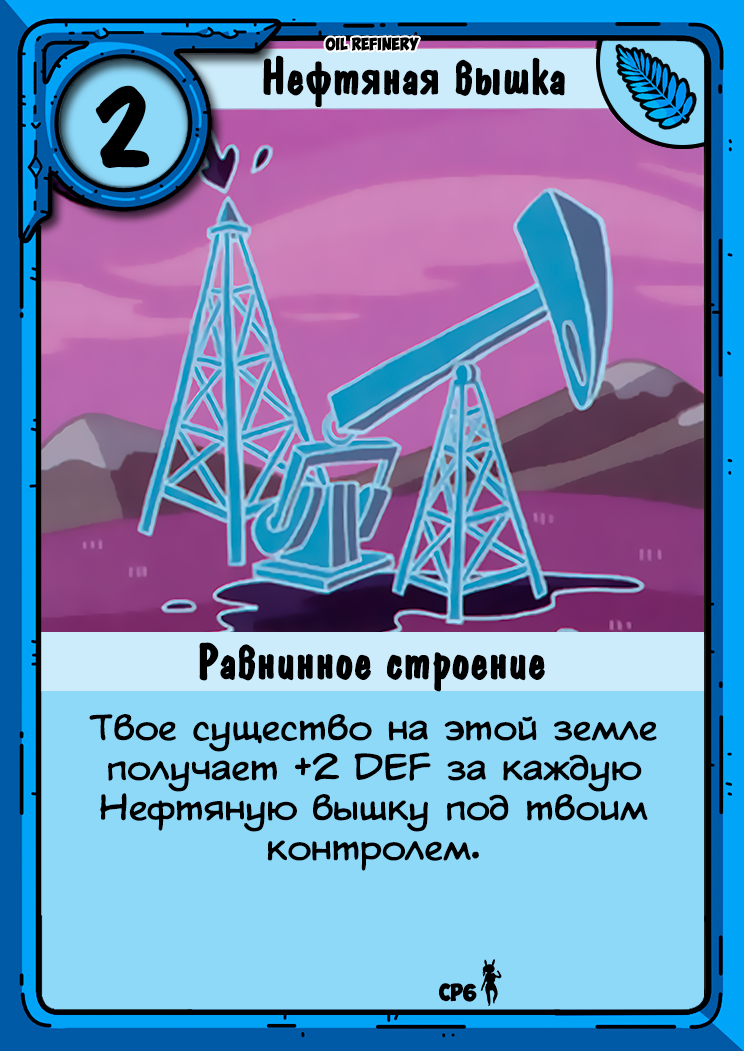 OIL REFINERY
2
Нефтяная вышка
Равнинное строение
Твое существо на этой земле
получает +2 DEF за каждую
Нефтяную вышку под твоим
контролем.
CP6